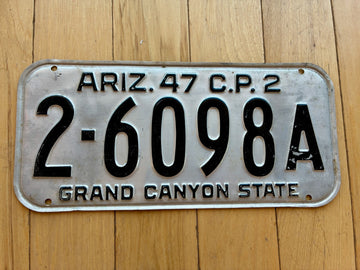 ARIZ. 47 C.P. 2
2-6098A
GRAND CANYON STATE